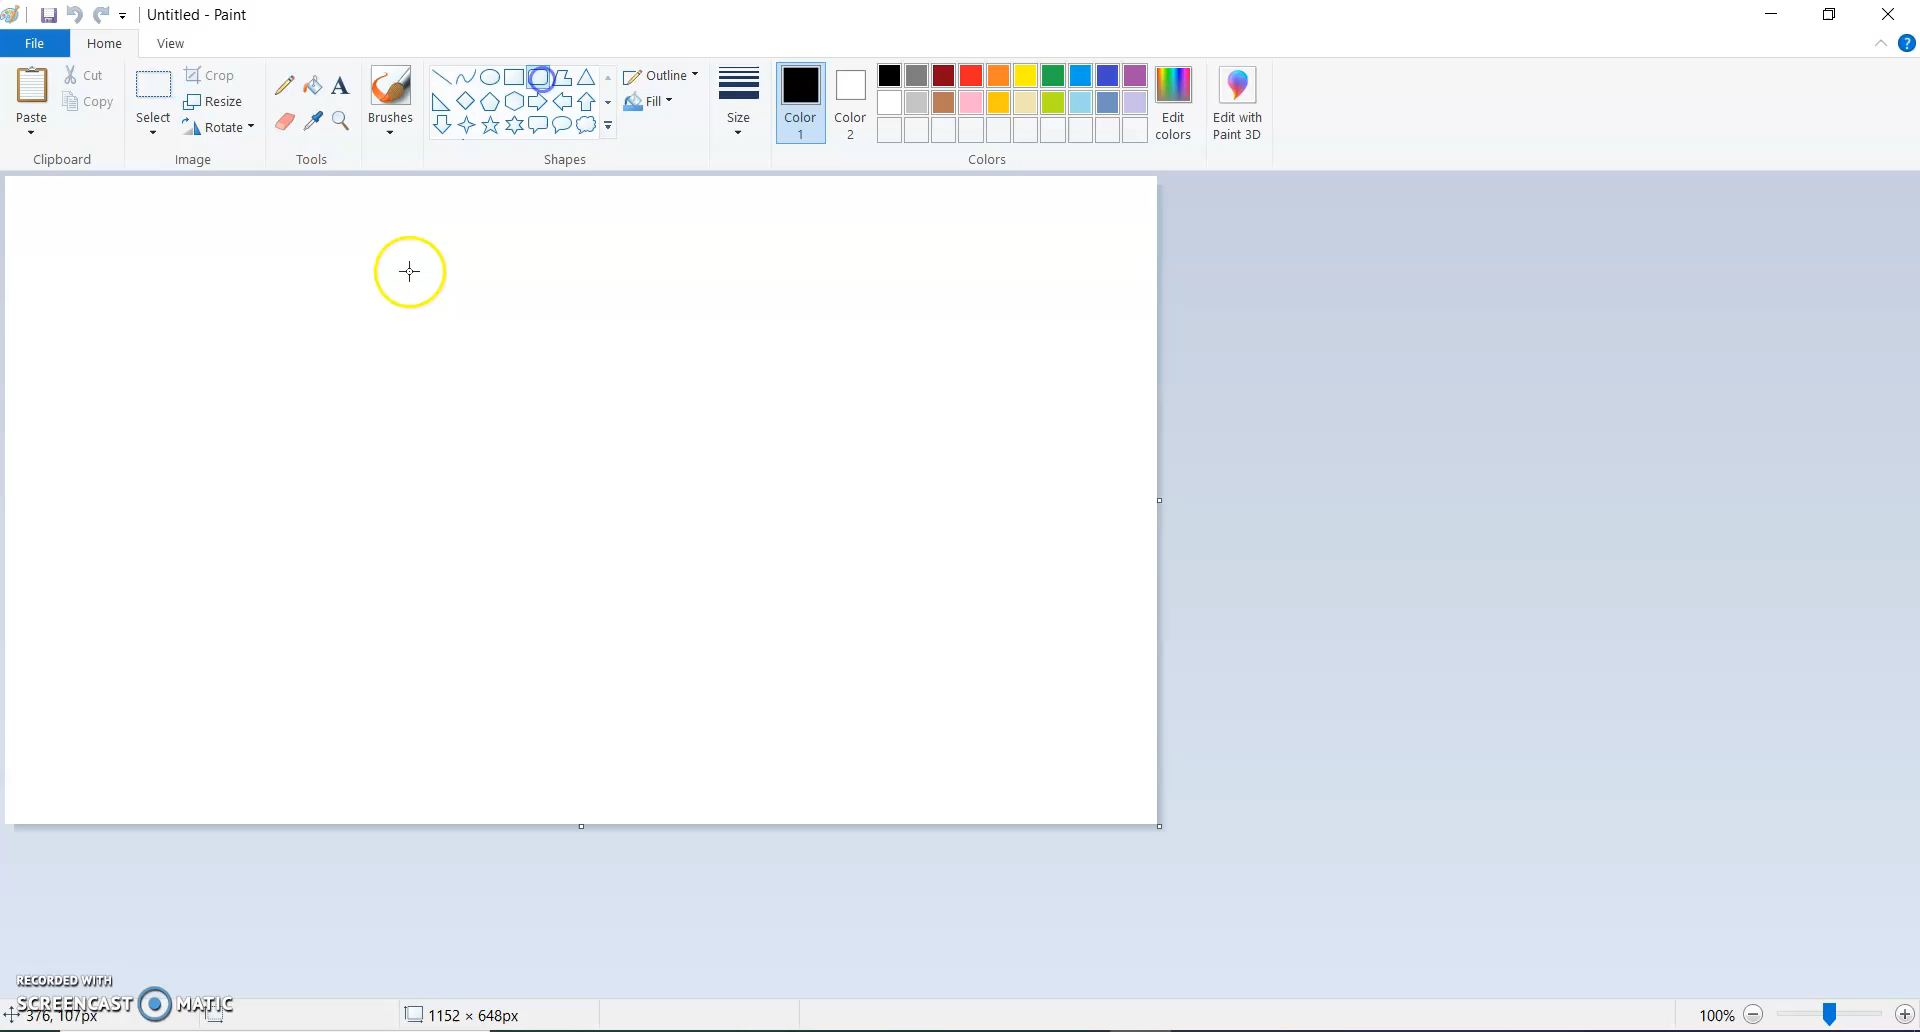 Untitled - Paint
File Home View
Paste
Cut
Copy
Clipboard
Select
Crop
Resize
Rotate
Image
A
Tools
Brushes
Shapes
Outline
Fill
Size
Color 1
Color 2
Colors
Edit colors
Edit with Paint 3D
?
RECORDED WITH
SCREENCAST MATIC
376, 107px
1152 × 648px
100%